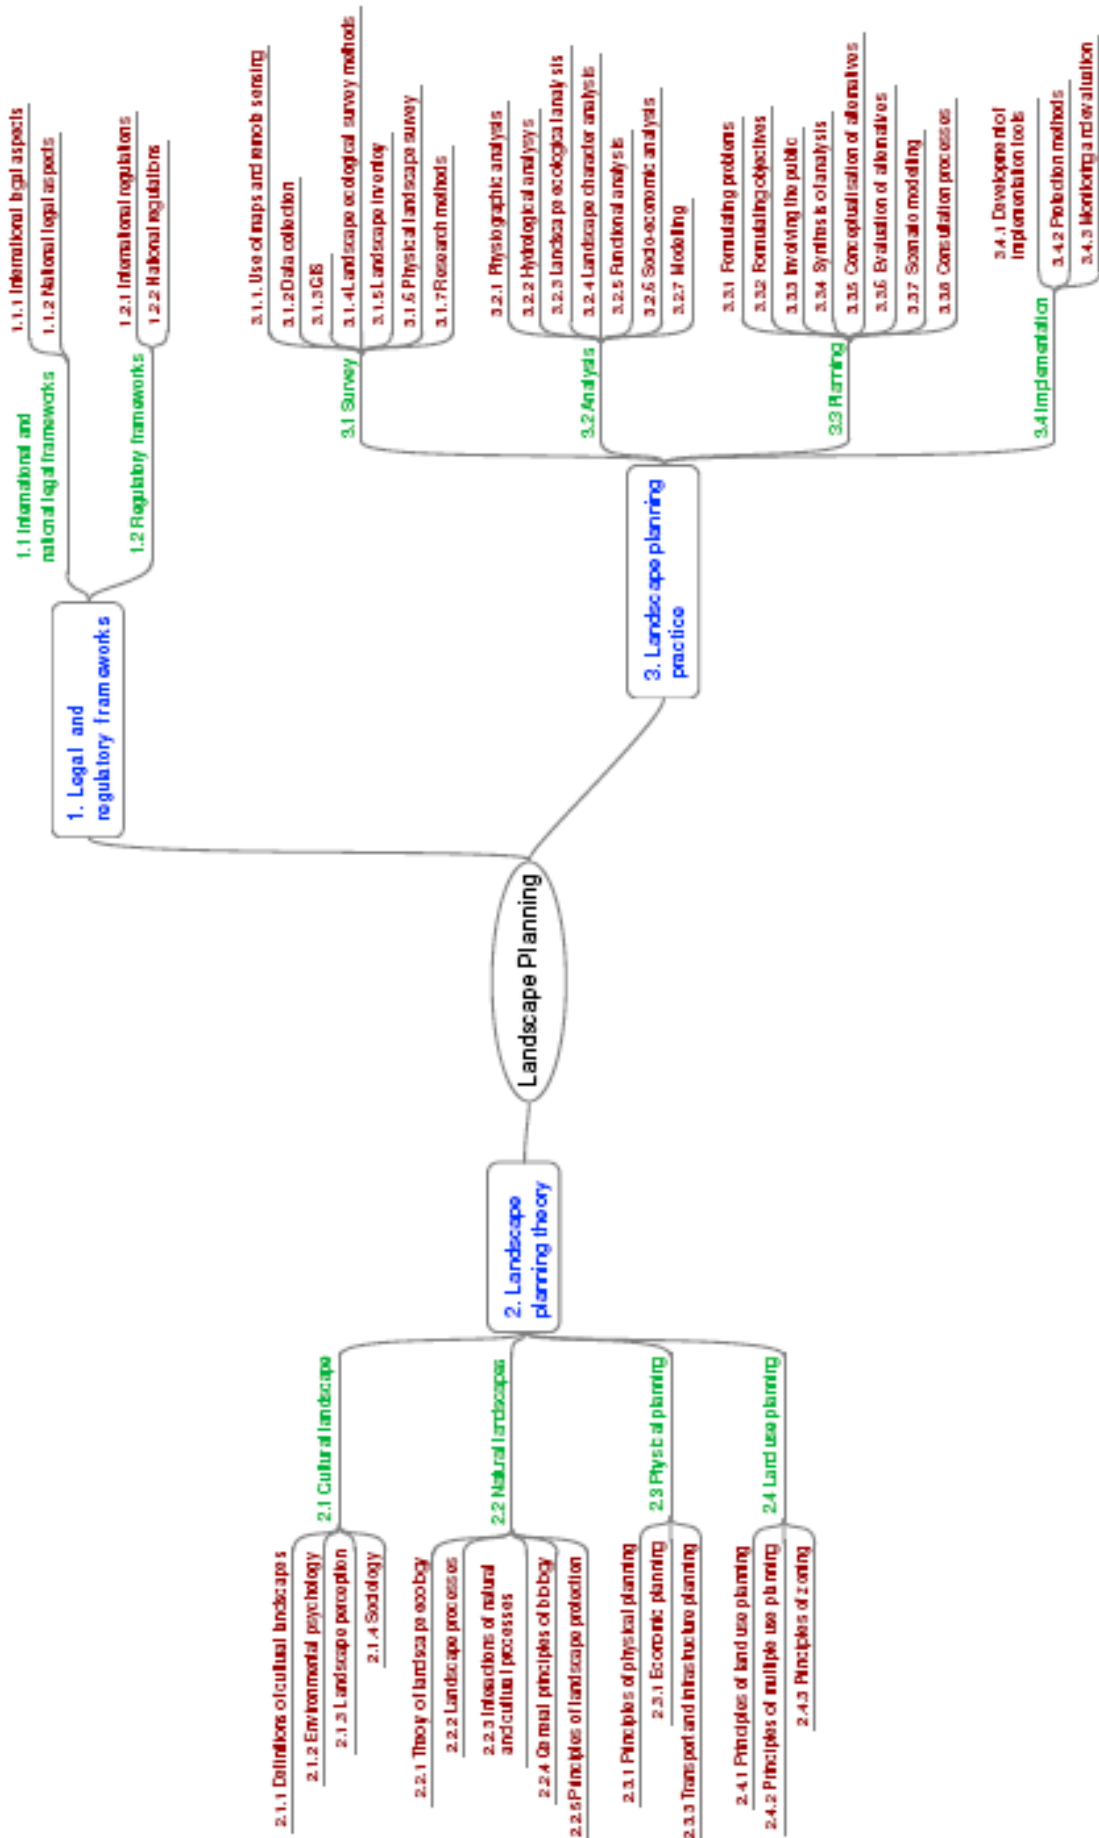 Landscape Planning
1. Legal and
regulatory frameworks
1.1 International and
national legal frameworks
1.1.1 International legal aspects
1.1.2 National legal aspects
1.2 Regulatory frameworks
1.2.1 International regulations
1.2.2 National regulations
2. Landscape
planning theory
2.1 Cultural landscape
2.1.1 Definitions of cultural landscapes
2.1.2 Environmental psychology
2.1.3 Landscape perception
2.1.4 Sociology
2.2 Natural landscapes
2.2.1 Theory of landscape ecology
2.2.2 Landscape processes
2.2.3 Interactions of natural
and cultural processes
2.2.4 General principles of biology
2.2.5 Principles of landscape protection
2.3 Physical planning
2.3.1 Principles of physical planning
2.3.1 Economic planning
2.3.3 Transport and infrastructure planning
2.4 Land use planning
2.4.1 Principles of land use planning
2.4.2 Principles of multiple use planning
2.4.3 Principles of zoning
3. Landscape planning
practice
3.1 Survey
3.1.1. Use of maps and remote sensing
3.1.2 Data collection
3.1.3 GIS
3.1.4 Landscape ecological survey methods
3.1.5 Landscape inventoy
3.1.6 Physical landscape suvey
3.1.7 Research methods
3.2 Analysis
3.2.1 Physiographic analysis
3.2.2 Hydrological analysys
3.2.3 Landscape ecological analysis
3.2.4 Landscape character analysis
3.2.5 Functional analysis
3.2.6 Socio-economic analysis
3.2.7 Modelling
3.3 Planning
3.3.1 Formulating problems
3.3.2 Formulating objectives
3.3.3 Involving the public
3.3.4 Synthesis of analysis
3.3.5 Conceptualisation of alternatives
3.3.6 Evaluation of alternatives
3.3.7 Scenario modelling
3.3.8 Consultation processes
3.4 Implementation
3.4.1 Development of
implementation tools
3.4.2 Protection methods
3.4.3 Monitoring and evaluation